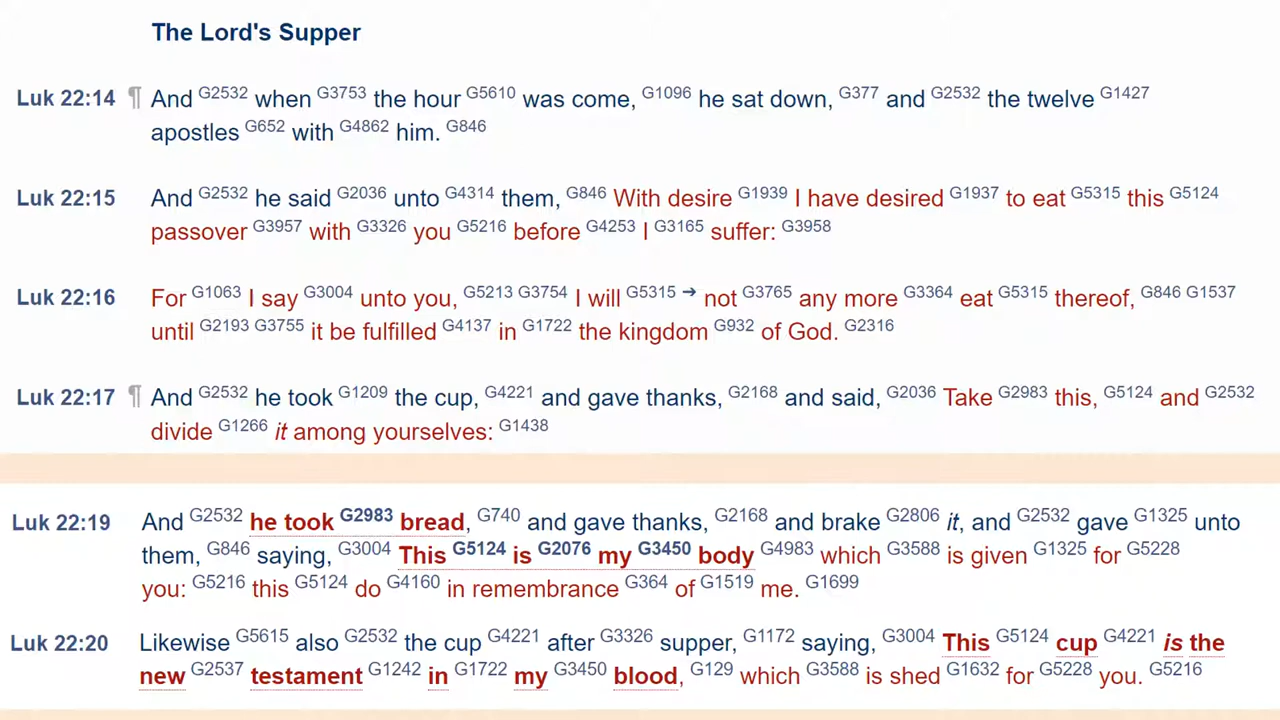 The Lord's Supper
Luk 22:14 ¶ And G2532 when G3753 the hour G5610 was come, G1096 he sat down, G377 and G2532 the twelve G1427
apostles G652 with G4862 him. G846
Luk 22:15 And G2532 he said G2036 unto G4314 them, G846 With desire G1939 I have desired G1937 to eat G5315 this G5124
passover G3957 with G3326 you G5216 before G4253 I G3165 suffer: G3958
Luk 22:16 For G1063 I say G3004 unto you, G5213 G3754 I will G5315 ➔ not G3765 any more G3364 eat G5315 thereof, G846 G1537
until G2193 G3755 it be fulfilled G4137 in G1722 the kingdom G932 of God. G2316
Luk 22:17 ¶ And G2532 he took G1209 the cup, G4221 and gave thanks, G2168 and said, G2036 Take G2983 this, G5124 and G2532
divide G1266 it among yourselves: G1438
Luk 22:19 And G2532 he took G2983 bread, G740 and gave thanks, G2168 and brake G2806 it, and G2532 gave G1325 unto
them, G846 saying, G3004 This G5124 is G2076 my G3450 body G4983 which G3588 is given G1325 for G5228
you: G5216 this G5124 do G4160 in remembrance G364 of G1519 me. G1699
Luk 22:20 Likewise G5615 also G2532 the cup G4221 after G3326 supper, G1172 saying, G3004 This G5124 cup G4221 is the
new G2537 testament G1242 in G1722 my G3450 blood, G129 which G3588 is shed G1632 for G5228 you. G5216